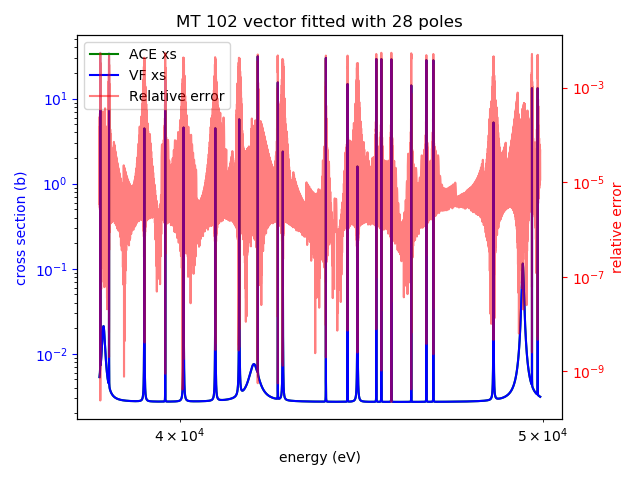 MT 102 vector fitted with 28 poles
ACE xs
VF xs
Relative error
10¹
10⁰
10⁻¹
10⁻²
cross section (b)
10⁻³
10⁻⁵
10⁻⁷
10⁻⁹
relative error
4 × 10⁴
5 × 10⁴
energy (eV)